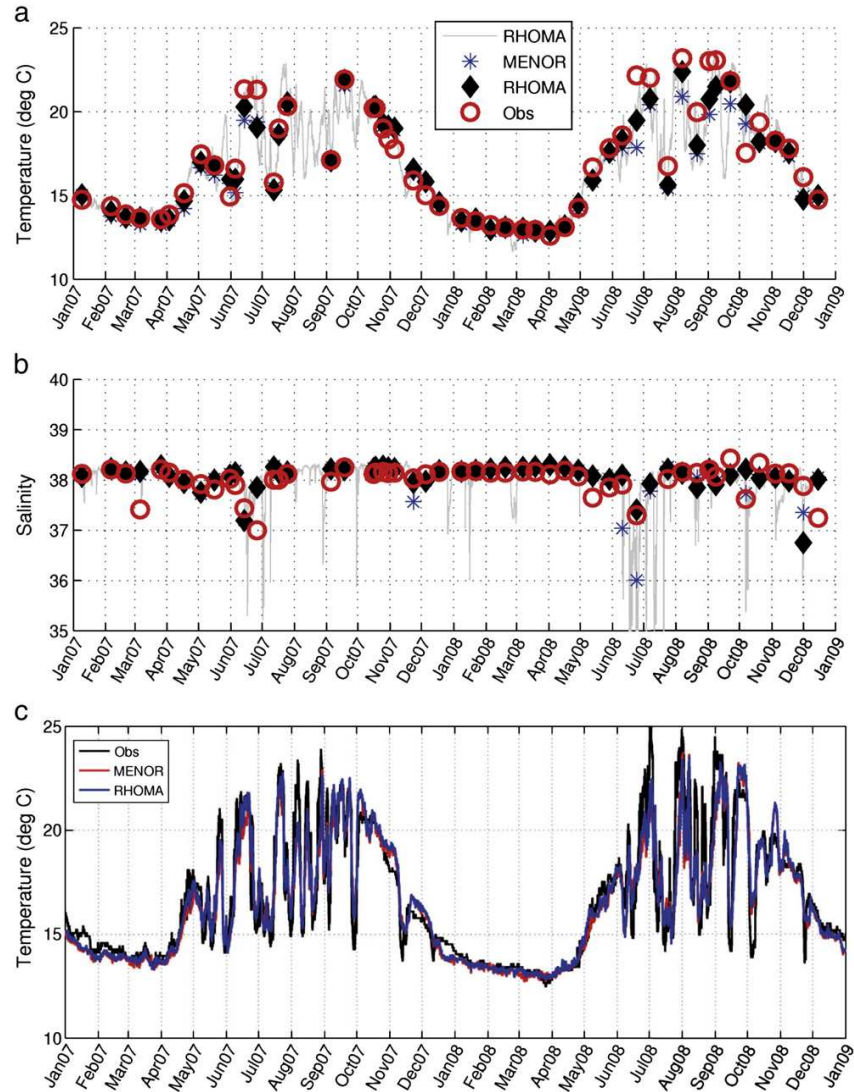 a
Temperature (deg C)
25
20
15
10
RHOMA
MENOR
RHOMA
Obs
Jan07 Feb07 Mar07 Apr07 May07 Jun07 Jul07 Aug07 Sep07 Oct07 Nov07 Dec07 Jan08 Feb08 Mar08 Apr08 May08 Jun08 Jul08 Aug08 Sep08 Oct08 Nov08 Dec08 Jan09
b
Salinity
40
39
38
37
36
35
Jan07 Feb07 Mar07 Apr07 May07 Jun07 Jul07 Aug07 Sep07 Oct07 Nov07 Dec07 Jan08 Feb08 Mar08 Apr08 May08 Jun08 Jul08 Aug08 Sep08 Oct08 Nov08 Dec08 Jan09
c
Temperature (deg C)
25
20
15
10
Obs
MENOR
RHOMA
Jan07 Feb07 Mar07 Apr07 May07 Jun07 Jul07 Aug07 Sep07 Oct07 Nov07 Dec07 Jan08 Feb08 Mar08 Apr08 May08 Jun08 Jul08 Aug08 Sep08 Oct08 Nov08 Dec08 Jan09